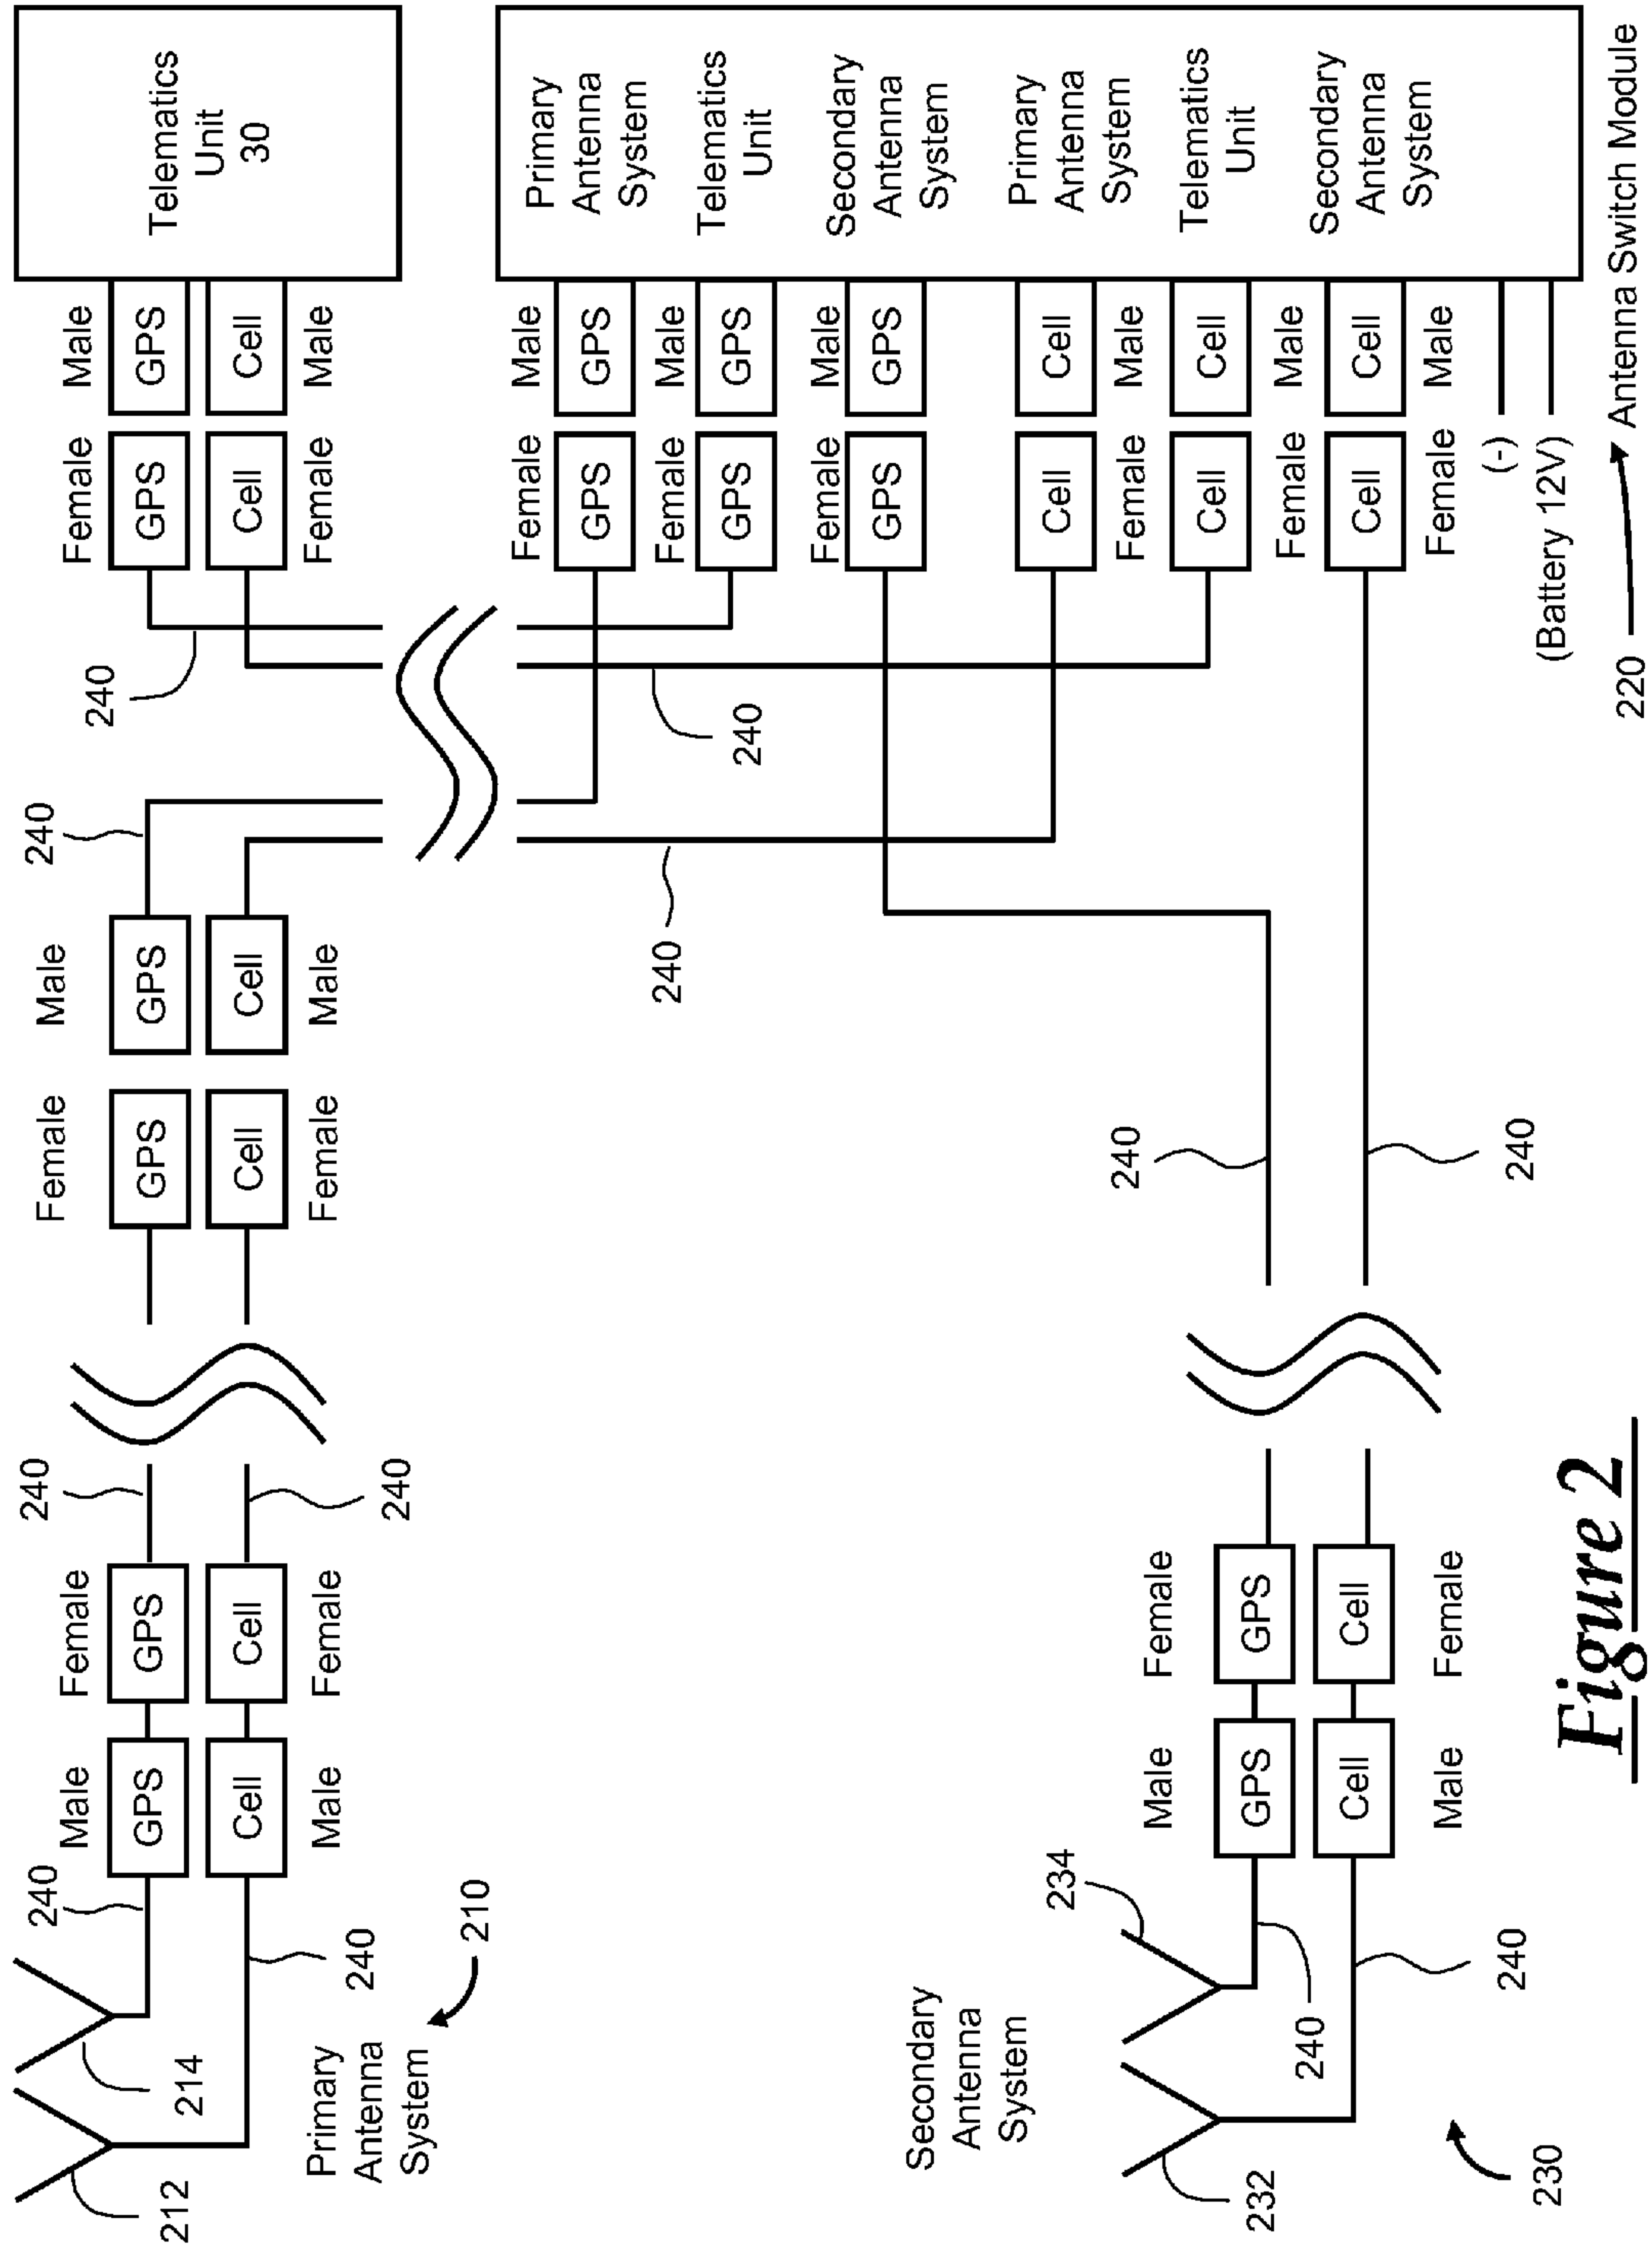 240
Male
Female
240
Female
Male
240
240
Female
Male
Telematics
Unit
30
212
214
GPS
GPS
GPS
GPS
GPS
GPS
Cell
Cell
Cell
Cell
Cell
Cell
Male
Female
Female
Male
Female
Male
Primary
Antenna
System
210
240
240
240
240
Female
Male
GPS
GPS
Primary
Antenna
System
Female
Male
GPS
GPS
Telematics
Unit
Female
Male
GPS
GPS
Secondary
Antenna
System
Cell
Cell
Female
Male
Primary
Antenna
System
Cell
Cell
Female
Male
Telematics
Unit
Cell
Cell
Female
Male
Secondary
Antenna
System
(-)
(Battery 12V)
220
Antenna Switch Module
Secondary
Antenna
System
234
Male
Female
240
232
240
GPS
GPS
Cell
Cell
Male
Female
240
240
230
Figure 2